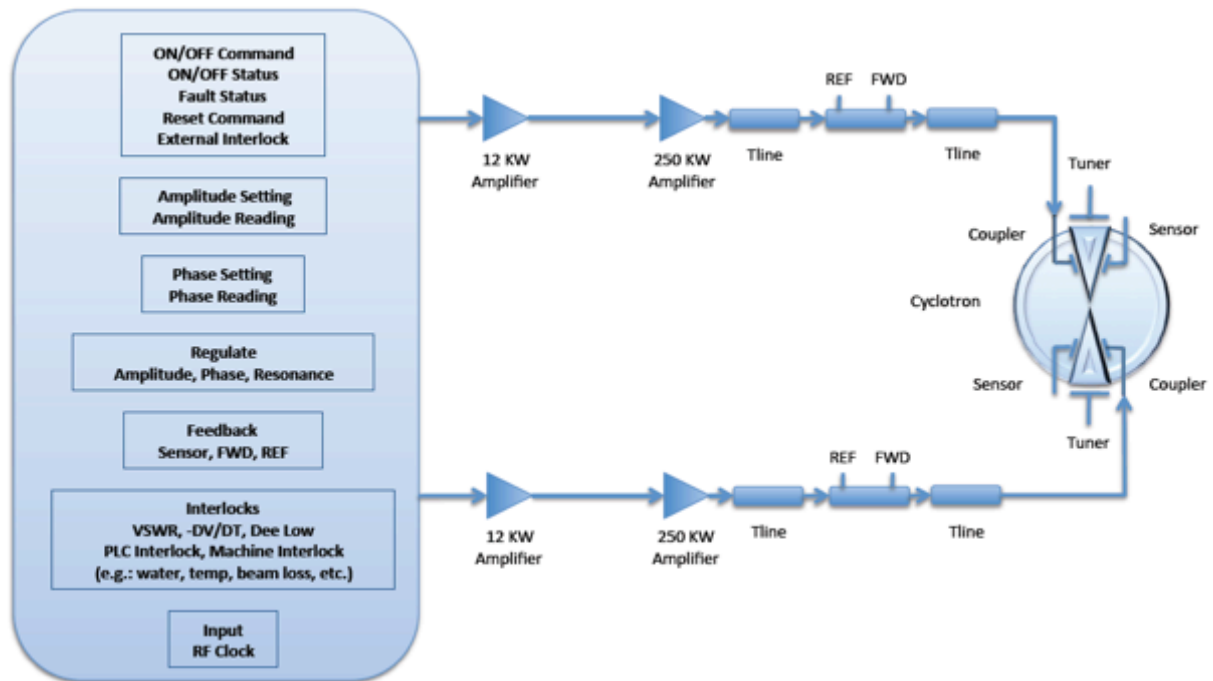 ON/OFF Command
ON/OFF Status
Fault Status
Reset Command
External Interlock
Amplitude Setting
Amplitude Reading
Phase Setting
Phase Reading
Regulate
Amplitude, Phase, Resonance
Feedback
Sensor, FWD, REF
Interlocks
VSWR, -DV/DT, Dee Low
PLC Interlock, Machine Interlock
(e.g.: water, temp, beam loss, etc.)
Input
RF Clock
12 KW
Amplifier
250 KW
Amplifier
Tline
REF
FWD
Tline
Tuner
Coupler
Sensor
Cyclotron
Sensor
Coupler
Tuner
12 KW
Amplifier
250 KW
Amplifier
Tline
REF
FWD
Tline